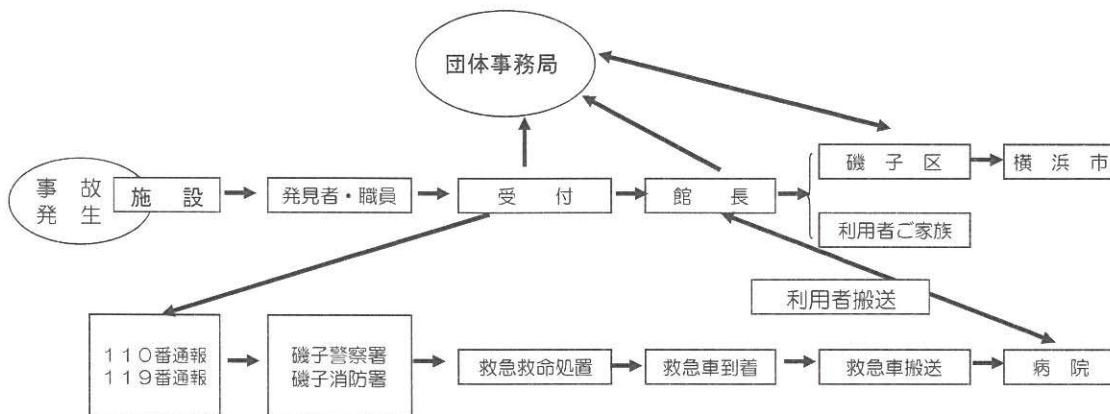 団体事務局
磯 子 区
横 浜 市
事 故
発 生
施 設
発見者・職員
受 付
館 長
利用者ご家族
利用者搬送
110番通報
119番通報
磯子警察署
磯子消防署
救急救命処置
救急車到着
救急車搬送
病 院